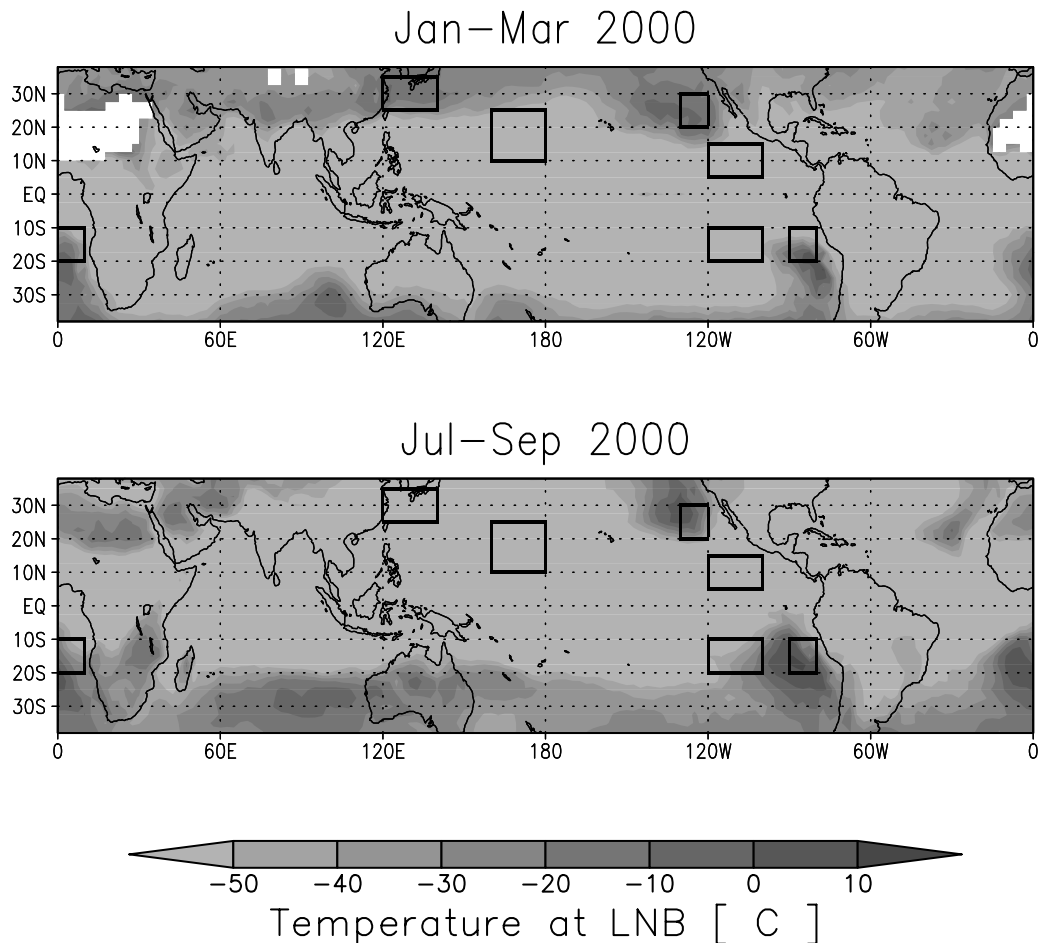 Jan-Mar 2000
30N
20N
10N
EQ
10S
20S
30S
0 60E 120E 180 120W 60W 0
Jul-Sep 2000
30N
20N
10N
EQ
10S
20S
30S
0 60E 120E 180 120W 60W 0
-50 -40 -30 -20 -10 0 10
Temperature at LNB [ C ]